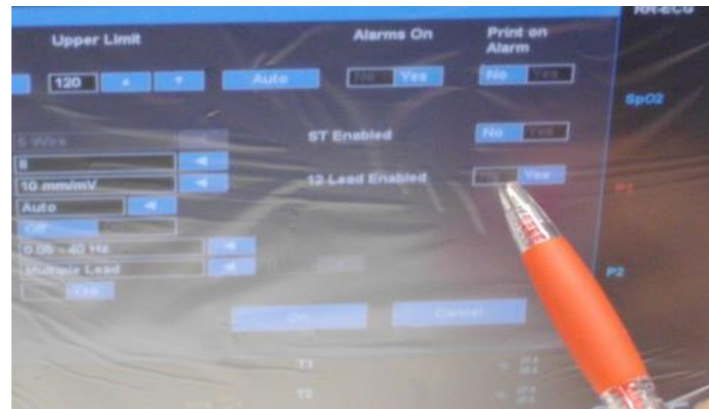 RR-ECG
Upper Limit
Alarms On
Print on
Alarm
120
Auto
No Yes
No Yes
SpO2
5 Wire
ST Enabled
No Yes
II
10 mm/mV
12 Lead Enabled
No Yes
Auto
P1
Off
0.05 - 40 Hz
Multiple Lead
P2
Yes
OK
Cancel
T1
T2